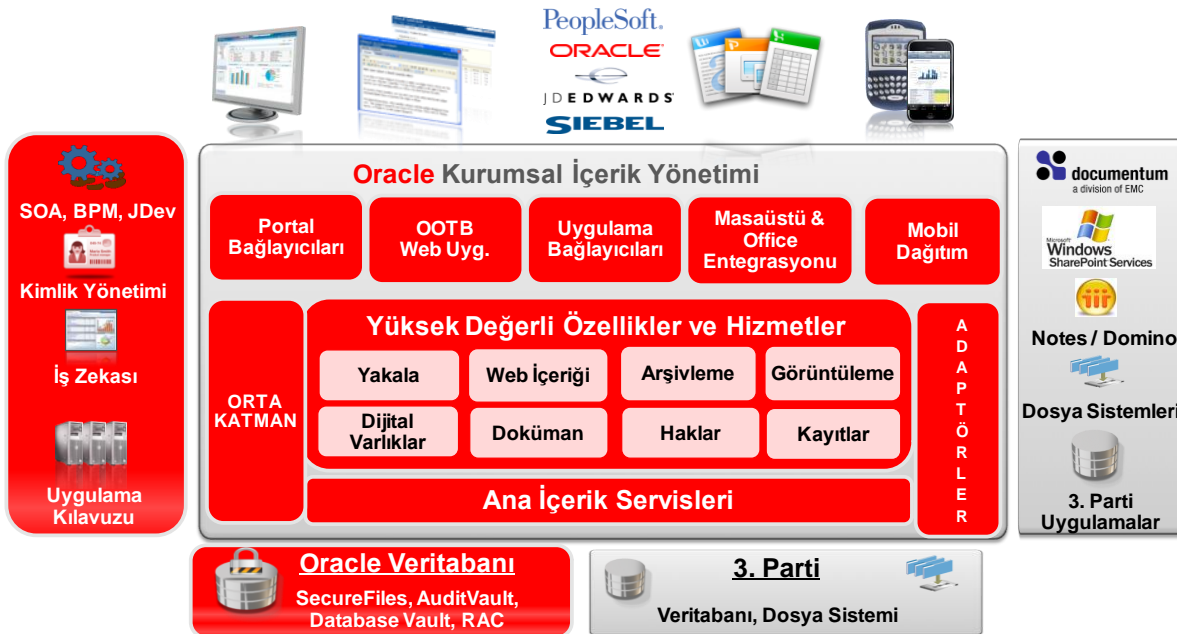 PeopleSoft.
ORACLE
JDEDWARDS
SIEBEL
SOA, BPM, JDev
Kimlik Yönetimi
İş Zekası
Uygulama
Kılavuzu
Oracle Kurumsal İçerik Yönetimi
Portal
Bağlayıcıları
OOTB
Web Uyg.
Uygulama
Bağlayıcıları
Masaüstü &
Office
Entegrasyonu
Mobil
Dağıtım
ORTA
KATMAN
Yüksek Değerli Özellikler ve Hizmetler
Yakala
Web İçeriği
Arşivleme
Görüntüleme
Dijital
Varlıklar
Doküman
Haklar
Kayıtlar
Ana İçerik Servisleri
ADAPTÖRLER
documentum
a division of EMC
Microsoft
Windows
SharePoint Services
Notes / Domino
Dosya Sistemleri
3. Parti
Uygulamalar
Oracle Veritabanı
SecureFiles, AuditVault,
Database Vault, RAC
3. Parti
Veritabanı, Dosya Sistemi